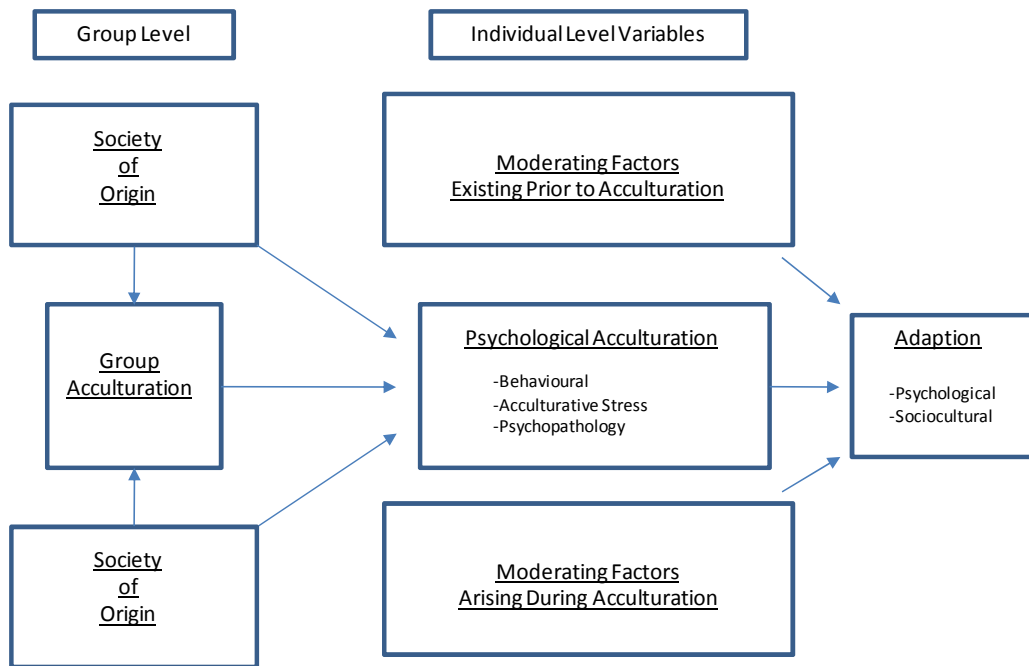 Group Level
Individual Level Variables
Society
of
Origin
Moderating Factors
Existing Prior to Acculturation
Group
Acculturation
Psychological Acculturation
-Behavioural
-Acculturative Stress
-Psychopathology
Adaption
-Psychological
-Sociocultural
Society
of
Origin
Moderating Factors
Arising During Acculturation